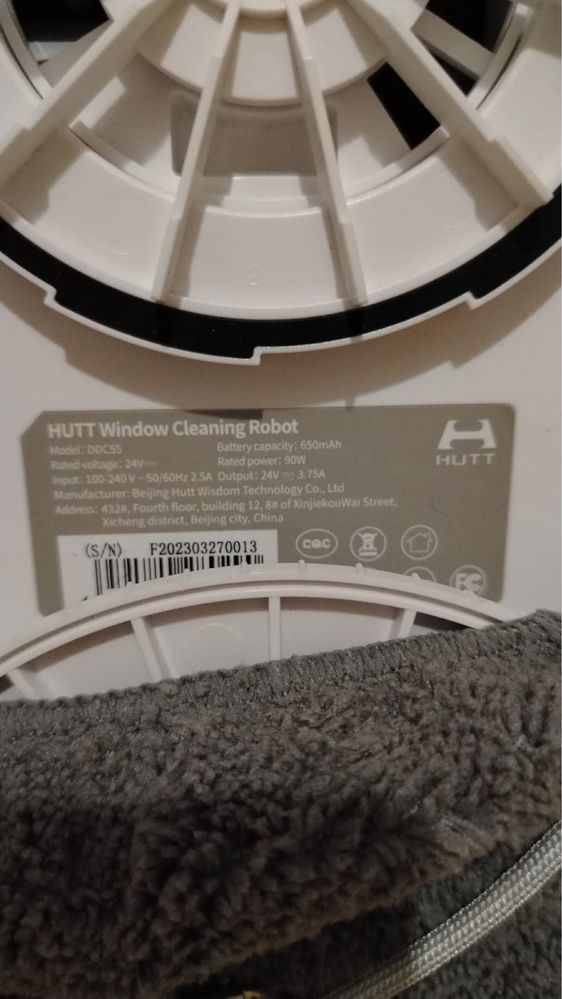 2
HUTT Window Cleaning Robot
Model: DDC55 Battery capacity: 650mAh
Rated voltage: 24V⎓ Rated power: 90W
Input: 100-240 V ~ 50/60Hz 2.5A Output: 24V⎓ 3.75A
Manufacturer: Beijing Hutt Wisdom Technology Co., Ltd
Address: 432#, Fourth floor, building 12, 8# of XinjiekouWai Street,
Xicheng district, Beijing city, China
HUTT
(S/N) F202303270013
CQC
FC